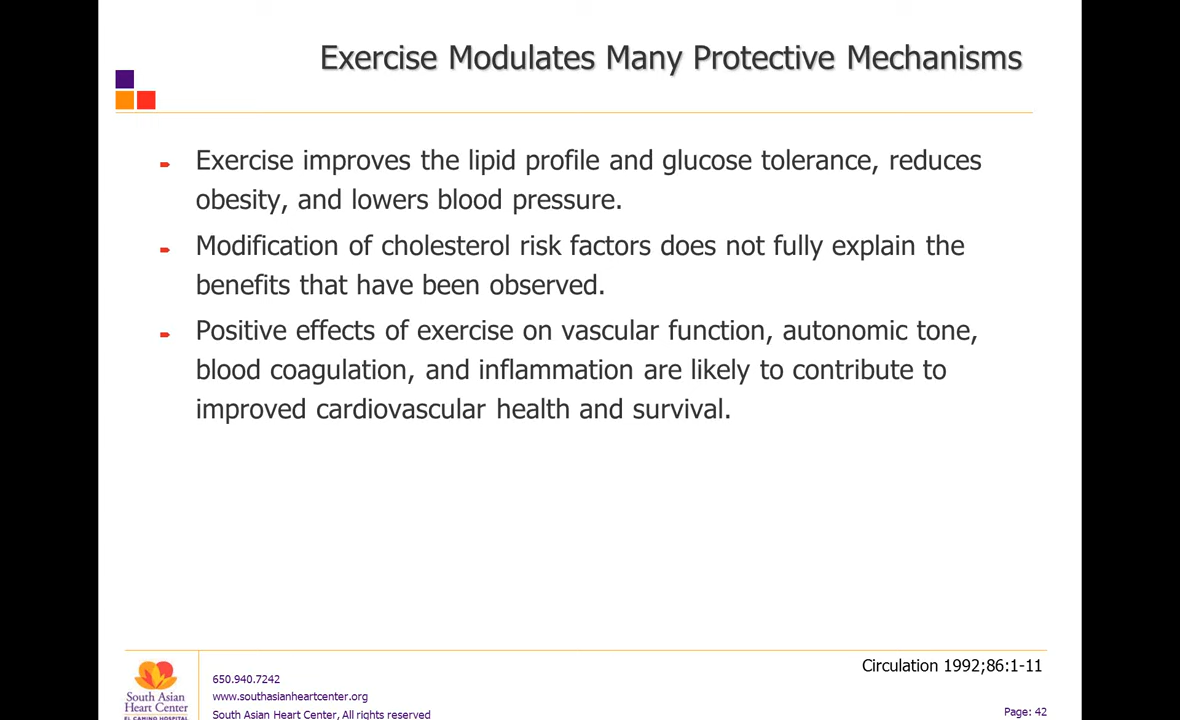 Exercise Modulates Many Protective Mechanisms
Exercise improves the lipid profile and glucose tolerance, reduces
obesity, and lowers blood pressure.
Modification of cholesterol risk factors does not fully explain the
benefits that have been observed.
Positive effects of exercise on vascular function, autonomic tone,
blood coagulation, and inflammation are likely to contribute to
improved cardiovascular health and survival.
Circulation 1992;86:1-11
South Asian
Heart Center
EL CAMINO HOSPITAL
650.940.7242
www.southasianheartcenter.org
South Asian Heart Center, All rights reserved
Page: 42